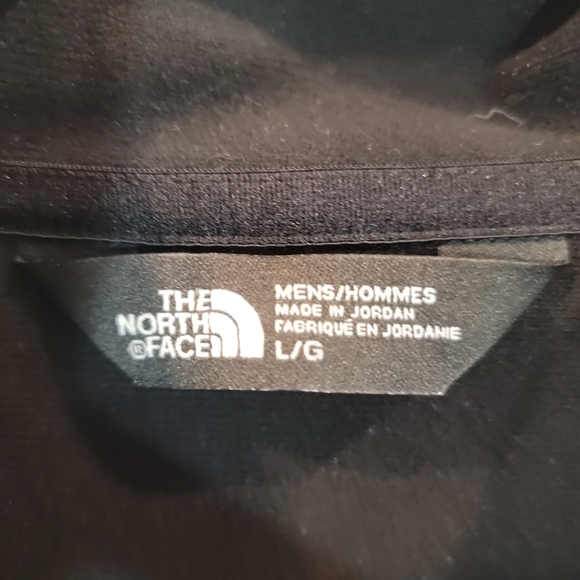 THE
NORTH
®FACE
MENS/HOMMES
MADE IN JORDAN
FABRIQUÉ EN JORDANIE
L/G